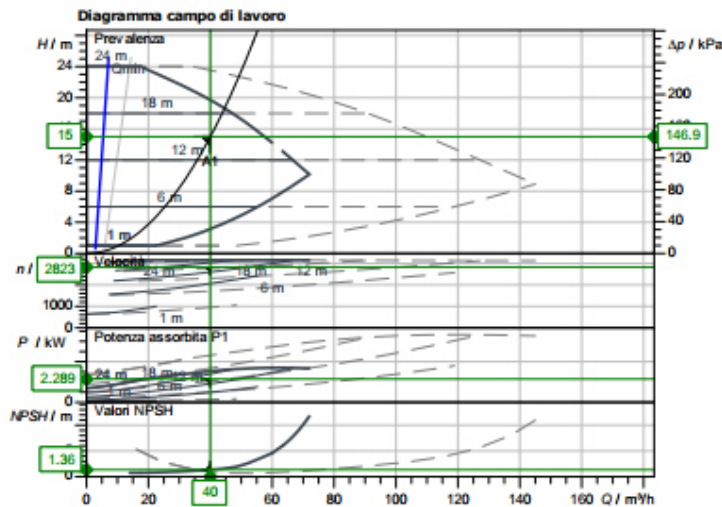 Diagramma campo di lavoro
H / m
Prevalenza
Δp / kPa
24 m
Qmin
24
20
16
12
8
4
0
18 m
12 m
A1
6 m
1 m
15
146.9
200
160
120
80
40
0
n /
Velocità
2823
1000
0
24 m
18 m
12 m
6 m
1 m
P / kW
Potenza assorbita P1
2.289
0
24 m
18 m
6 m
NPSH / m
Valori NPSH
1.36
0
0 20 40 60 80 100 120 140 160 Q / m³/h
40